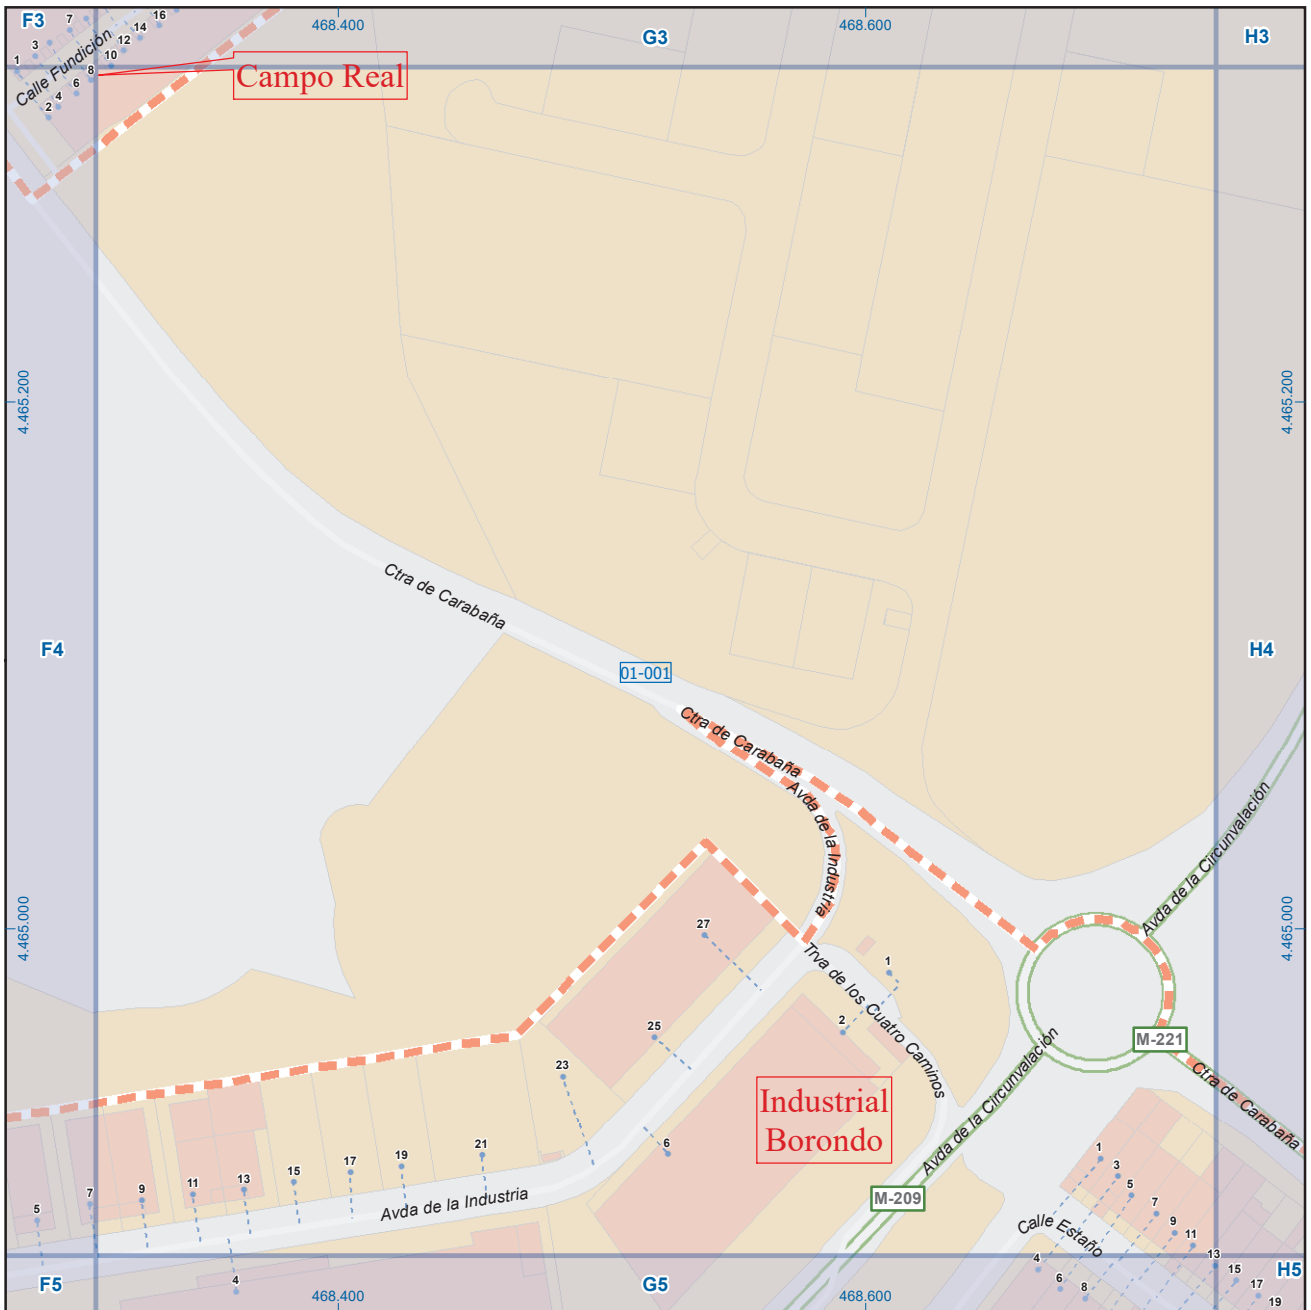 F3
468.400
G3
468.600
H3
7
16
14
12
10
3
1
8
6
4
2
Calle Fundición
Campo Real
4.465.200
4.465.200
Ctra de Carabaña
F4
H4
01-001
Ctra de Carabaña
Avda de la Industria
Avda de la Circunvalación
4.465.000
4.465.000
27
Trva de los Cuatro Caminos
1
25
2
M-221
23
Ctra de Carabaña
Industrial
Borondo
Avda de la Circunvalación
6
21
19
17
15
13
11
9
7
5
Avda de la Industria
M-209
1
3
5
7
9
11
13
15
17
19
Calle Estaño
4
6
8
4
F5
468.400
G5
468.600
H5